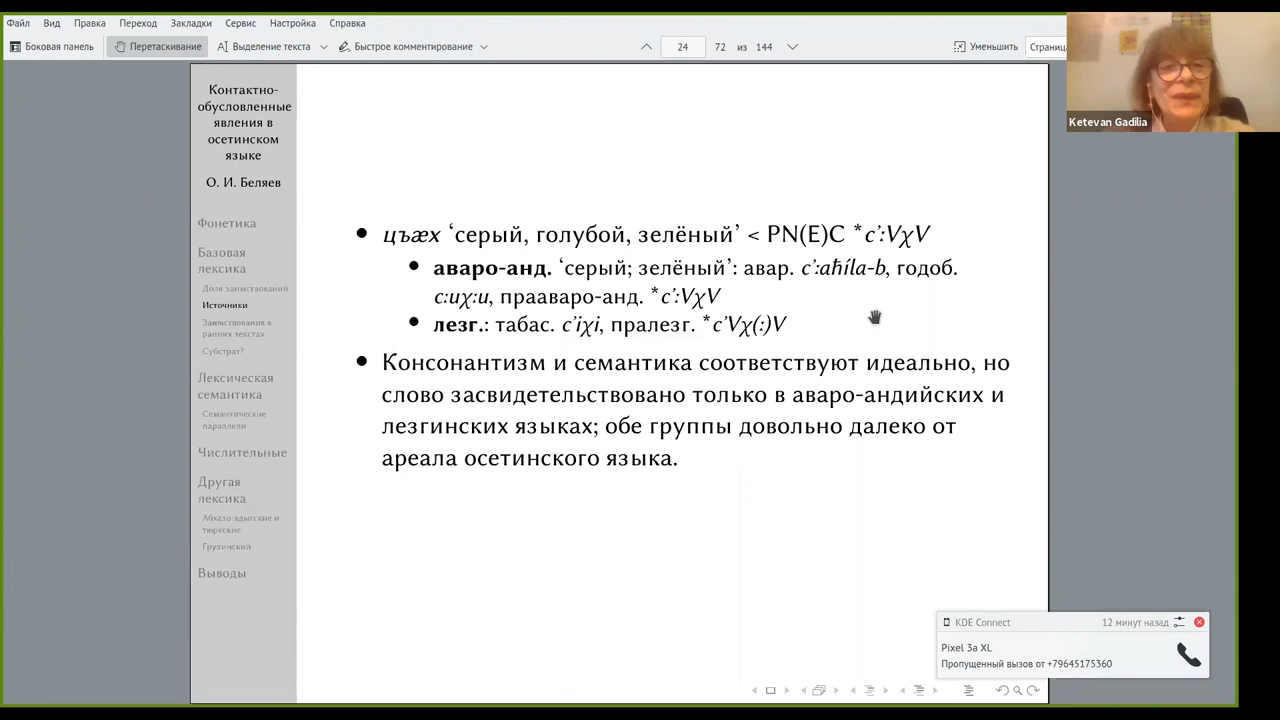 Файл Вид Правка Переход Закладки Сервис Настройка Справка
Боковая панель Перетаскивание Выделение текста Быстрое комментирование 24 72 из 144 Уменьшить Страница
Ketevan Gadilia
Контактно-
обусловленные
явления в
осетинском
языке
О. И. Беляев
Фонетика
Базовая
лексика
Доля заимствований
Источники
Заимствования в
ранних текстах
Субстрат?
Лексическая
семантика
Семантические
параллели
Числительные
Другая
лексика
Абхазо-адыгские и
тюркские
Грузинский
Выводы
• цъæх ‘серый, голубой, зелёный’ < PN(E)C *c’:VχV
• аваро-анд. ‘серый; зелёный’: авар. c’:aħíla-b, годоб.
c:uχ:u, прааваро-анд. *c’:VχV
• лезг.: табас. c’iχi, пралезг. *c’Vχ(:)V
• Консонантизм и семантика соответствуют идеально, но
слово засвидетельствовано только в аваро-андийских и
лезгинских языках; обе группы довольно далеко от
ареала осетинского языка.
KDE Connect 12 минут назад
Pixel 3a XL
Пропущенный вызов от +79645175360